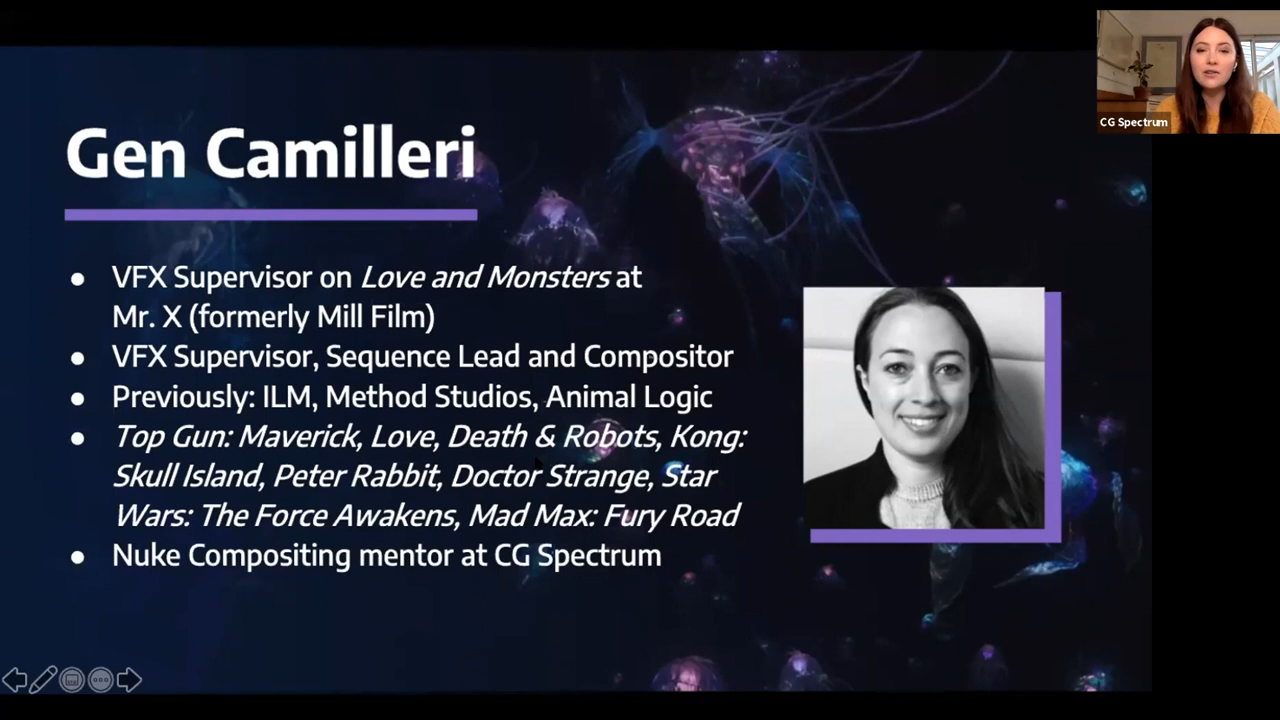 CG Spectrum
Gen Camilleri
● VFX Supervisor on Love and Monsters at
Mr. X (formerly Mill Film)
● VFX Supervisor, Sequence Lead and Compositor
● Previously: ILM, Method Studios, Animal Logic
● Top Gun: Maverick, Love, Death & Robots, Kong:
Skull Island, Peter Rabbit, Doctor Strange, Star
Wars: The Force Awakens, Mad Max: Fury Road
● Nuke Compositing mentor at CG Spectrum